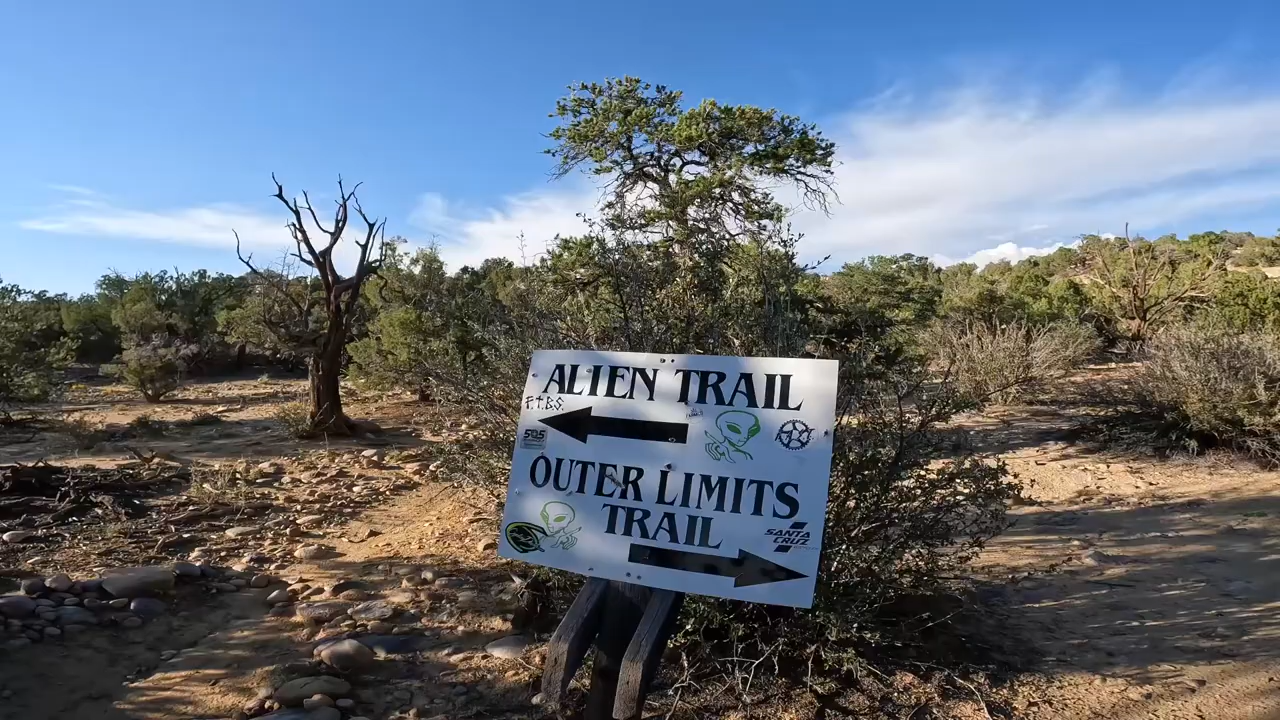 ALIEN TRAIL
F.T.B.S.
505
OUTER LIMITS
TRAIL
SANTA
CRUZ